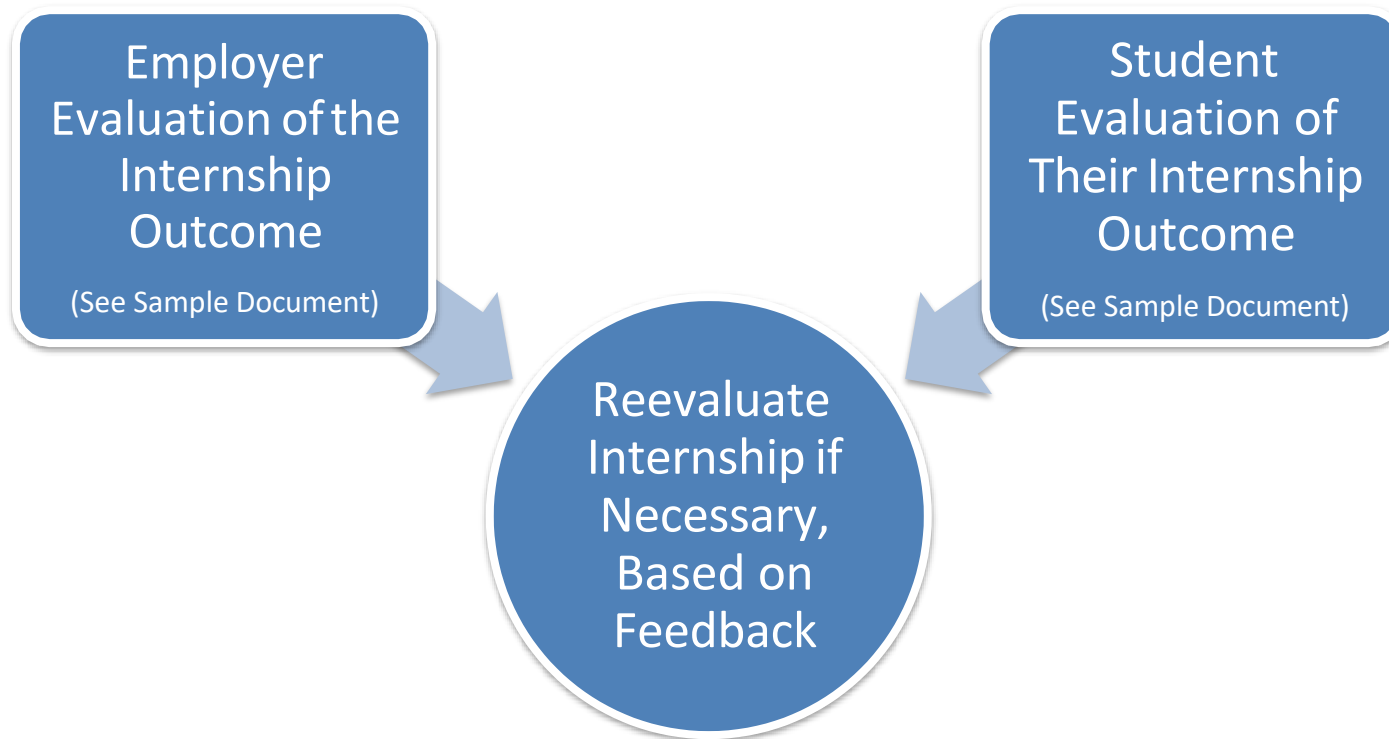 Employer
Evaluation of the
Internship
Outcome
(See Sample Document)
Student
Evaluation of
Their Internship
Outcome
(See Sample Document)
Reevaluate
Internship if
Necessary,
Based on
Feedback